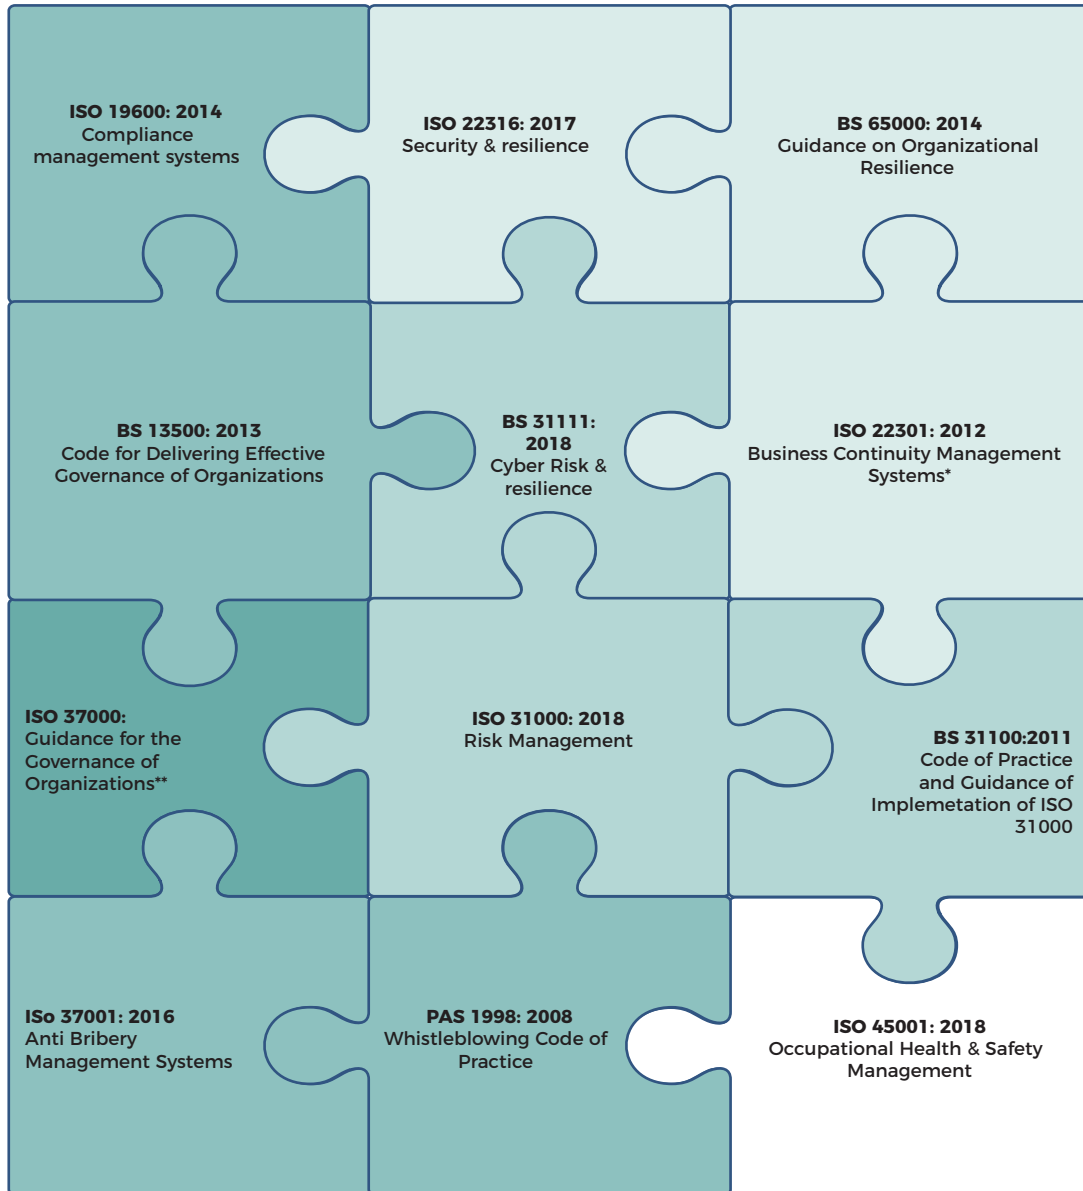 ISO 19600: 2014
Compliance
management systems
ISO 22316: 2017
Security & resilience
BS 65000: 2014
Guidance on Organizational
Resilience
BS 13500: 2013
Code for Delivering Effective
Governance of Organizations
BS 31111:
2018
Cyber Risk &
resilience
ISO 22301: 2012
Business Continuity Management
Systems*
ISO 37000:
Guidance for the
Governance of
Organizations**
ISO 31000: 2018
Risk Management
BS 31100:2011
Code of Practice
and Guidance of
Implemetation of ISO
31000
ISo 37001: 2016
Anti Bribery
Management Systems
PAS 1998: 2008
Whistleblowing Code of
Practice
ISO 45001: 2018
Occupational Health & Safety
Management